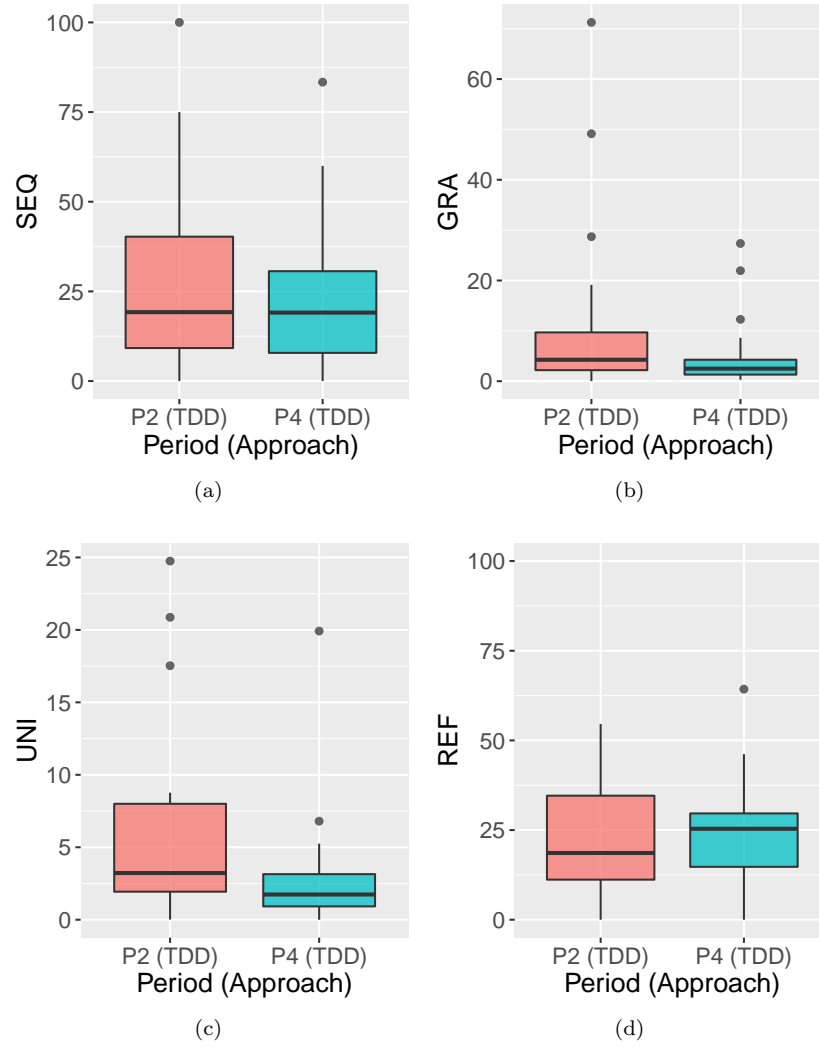 100
75
50
25
0
SEQ
P2 (TDD) P4 (TDD)
Period (Approach)
(a)
60
40
20
0
GRA
P2 (TDD) P4 (TDD)
Period (Approach)
(b)
25
20
15
10
5
0
UNI
P2 (TDD) P4 (TDD)
Period (Approach)
(c)
100
75
50
25
0
REF
P2 (TDD) P4 (TDD)
Period (Approach)
(d)